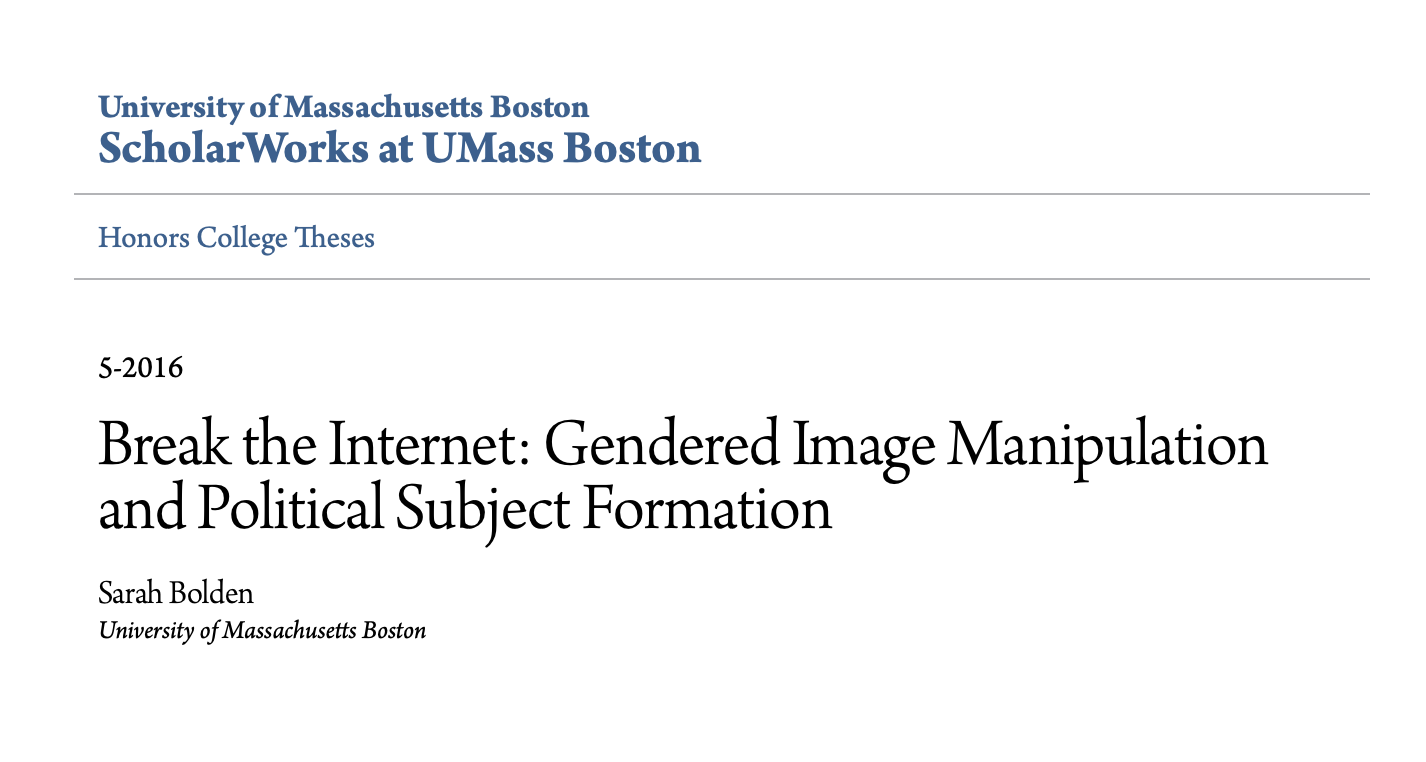 University of Massachusetts Boston
ScholarWorks at UMass Boston
Honors College Theses
5-2016
Break the Internet: Gendered Image Manipulation
and Political Subject Formation
Sarah Bolden
University of Massachusetts Boston